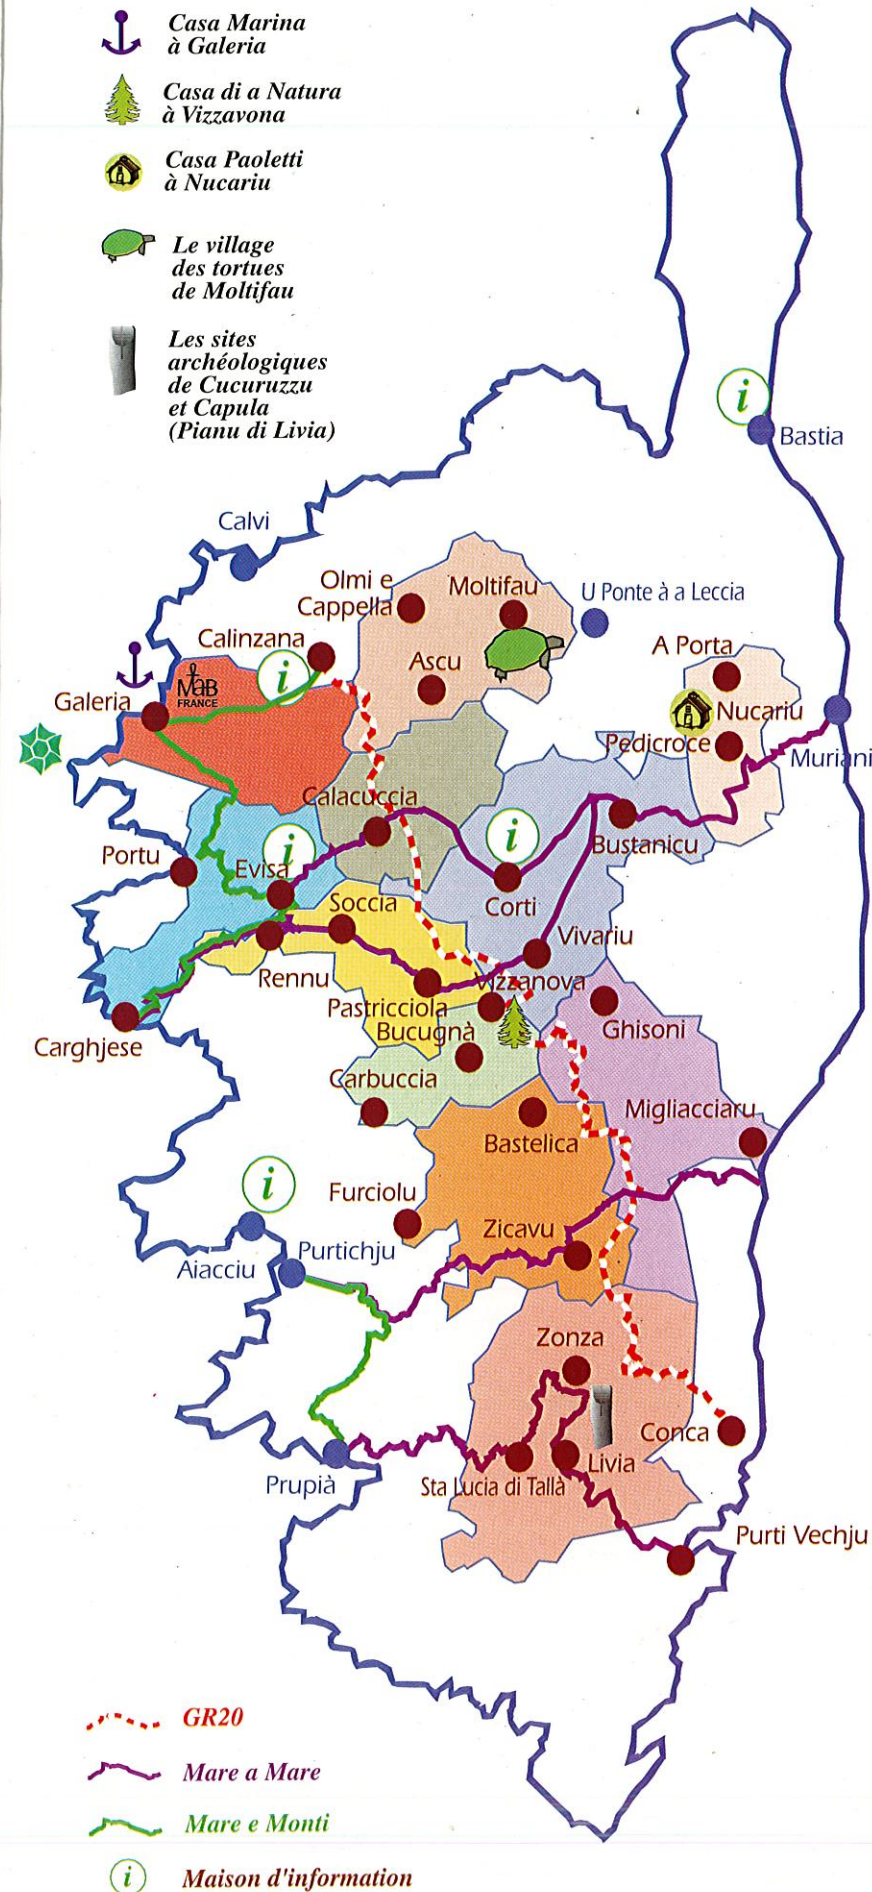 Casa Marina
à Galeria
Casa di a Natura
à Vizzavona
Casa Paoletti
à Nucariu
Le village
des tortues
de Moltifau
Les sites
archéologiques
de Cucuruzzu
et Capula
(Pianu di Livia)
i
Bastia
Calvi
Olmi e
Cappella
Moltifau
U Ponte à a Leccia
Calinzana
i
Ascu
A Porta
MaB
FRANCE
Galeria
Nucariu
Pedicroce
Muriani
Calacuccia
i
i
Bustanicu
Portu
Evisa
Soccia
Corti
Vivariu
Rennu
Pastricciola
Vizzanova
Bucugnà
Ghisoni
Carghjese
Carbuccia
Migliacciaru
Bastelica
i
Furciolu
Zicavu
Aiacciu
Purtichju
Zonza
Conca
Livia
Prupià
Sta Lucia di Tallà
Purti Vechju
GR20
Mare a Mare
Mare e Monti
i
Maison d'information